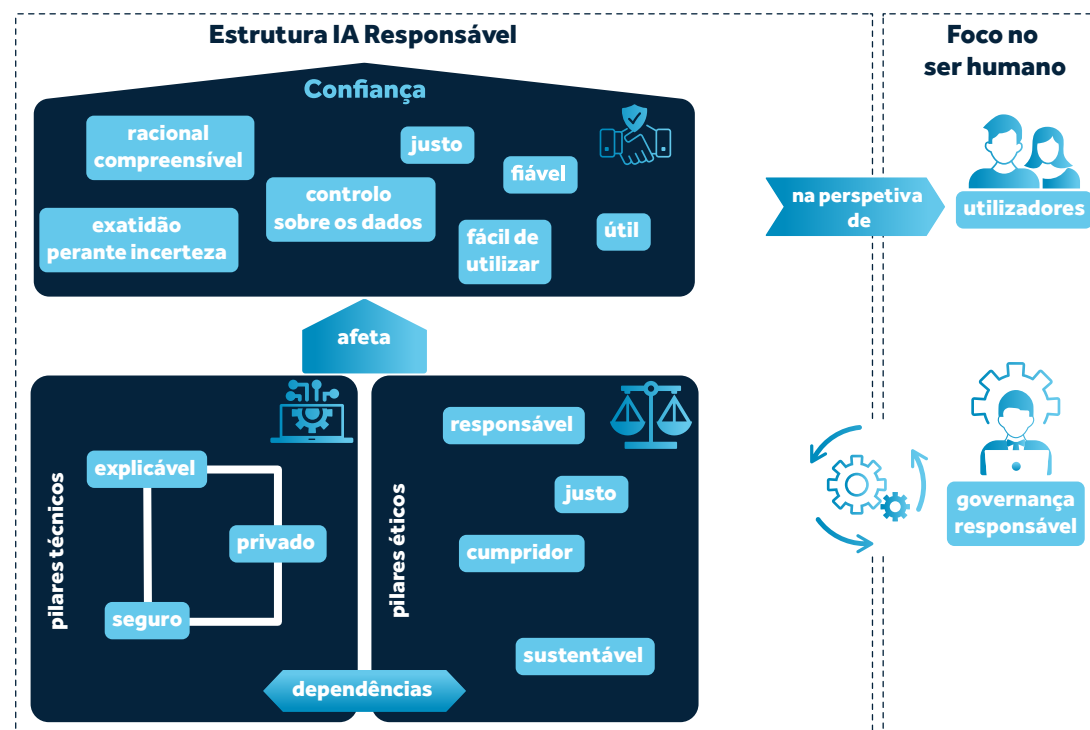 Estrutura IA Responsável
Confiança
racional
compreensível
justo
fiável
controlo
sobre os dados
exatidão
perante incerteza
fácil de
utilizar
útil
afeta
pilares técnicos
explicável
privado
seguro
pilares éticos
responsável
justo
cumpridor
sustentável
dependências
Foco no
ser humano
na perspetiva
de
utilizadores
governança
responsável